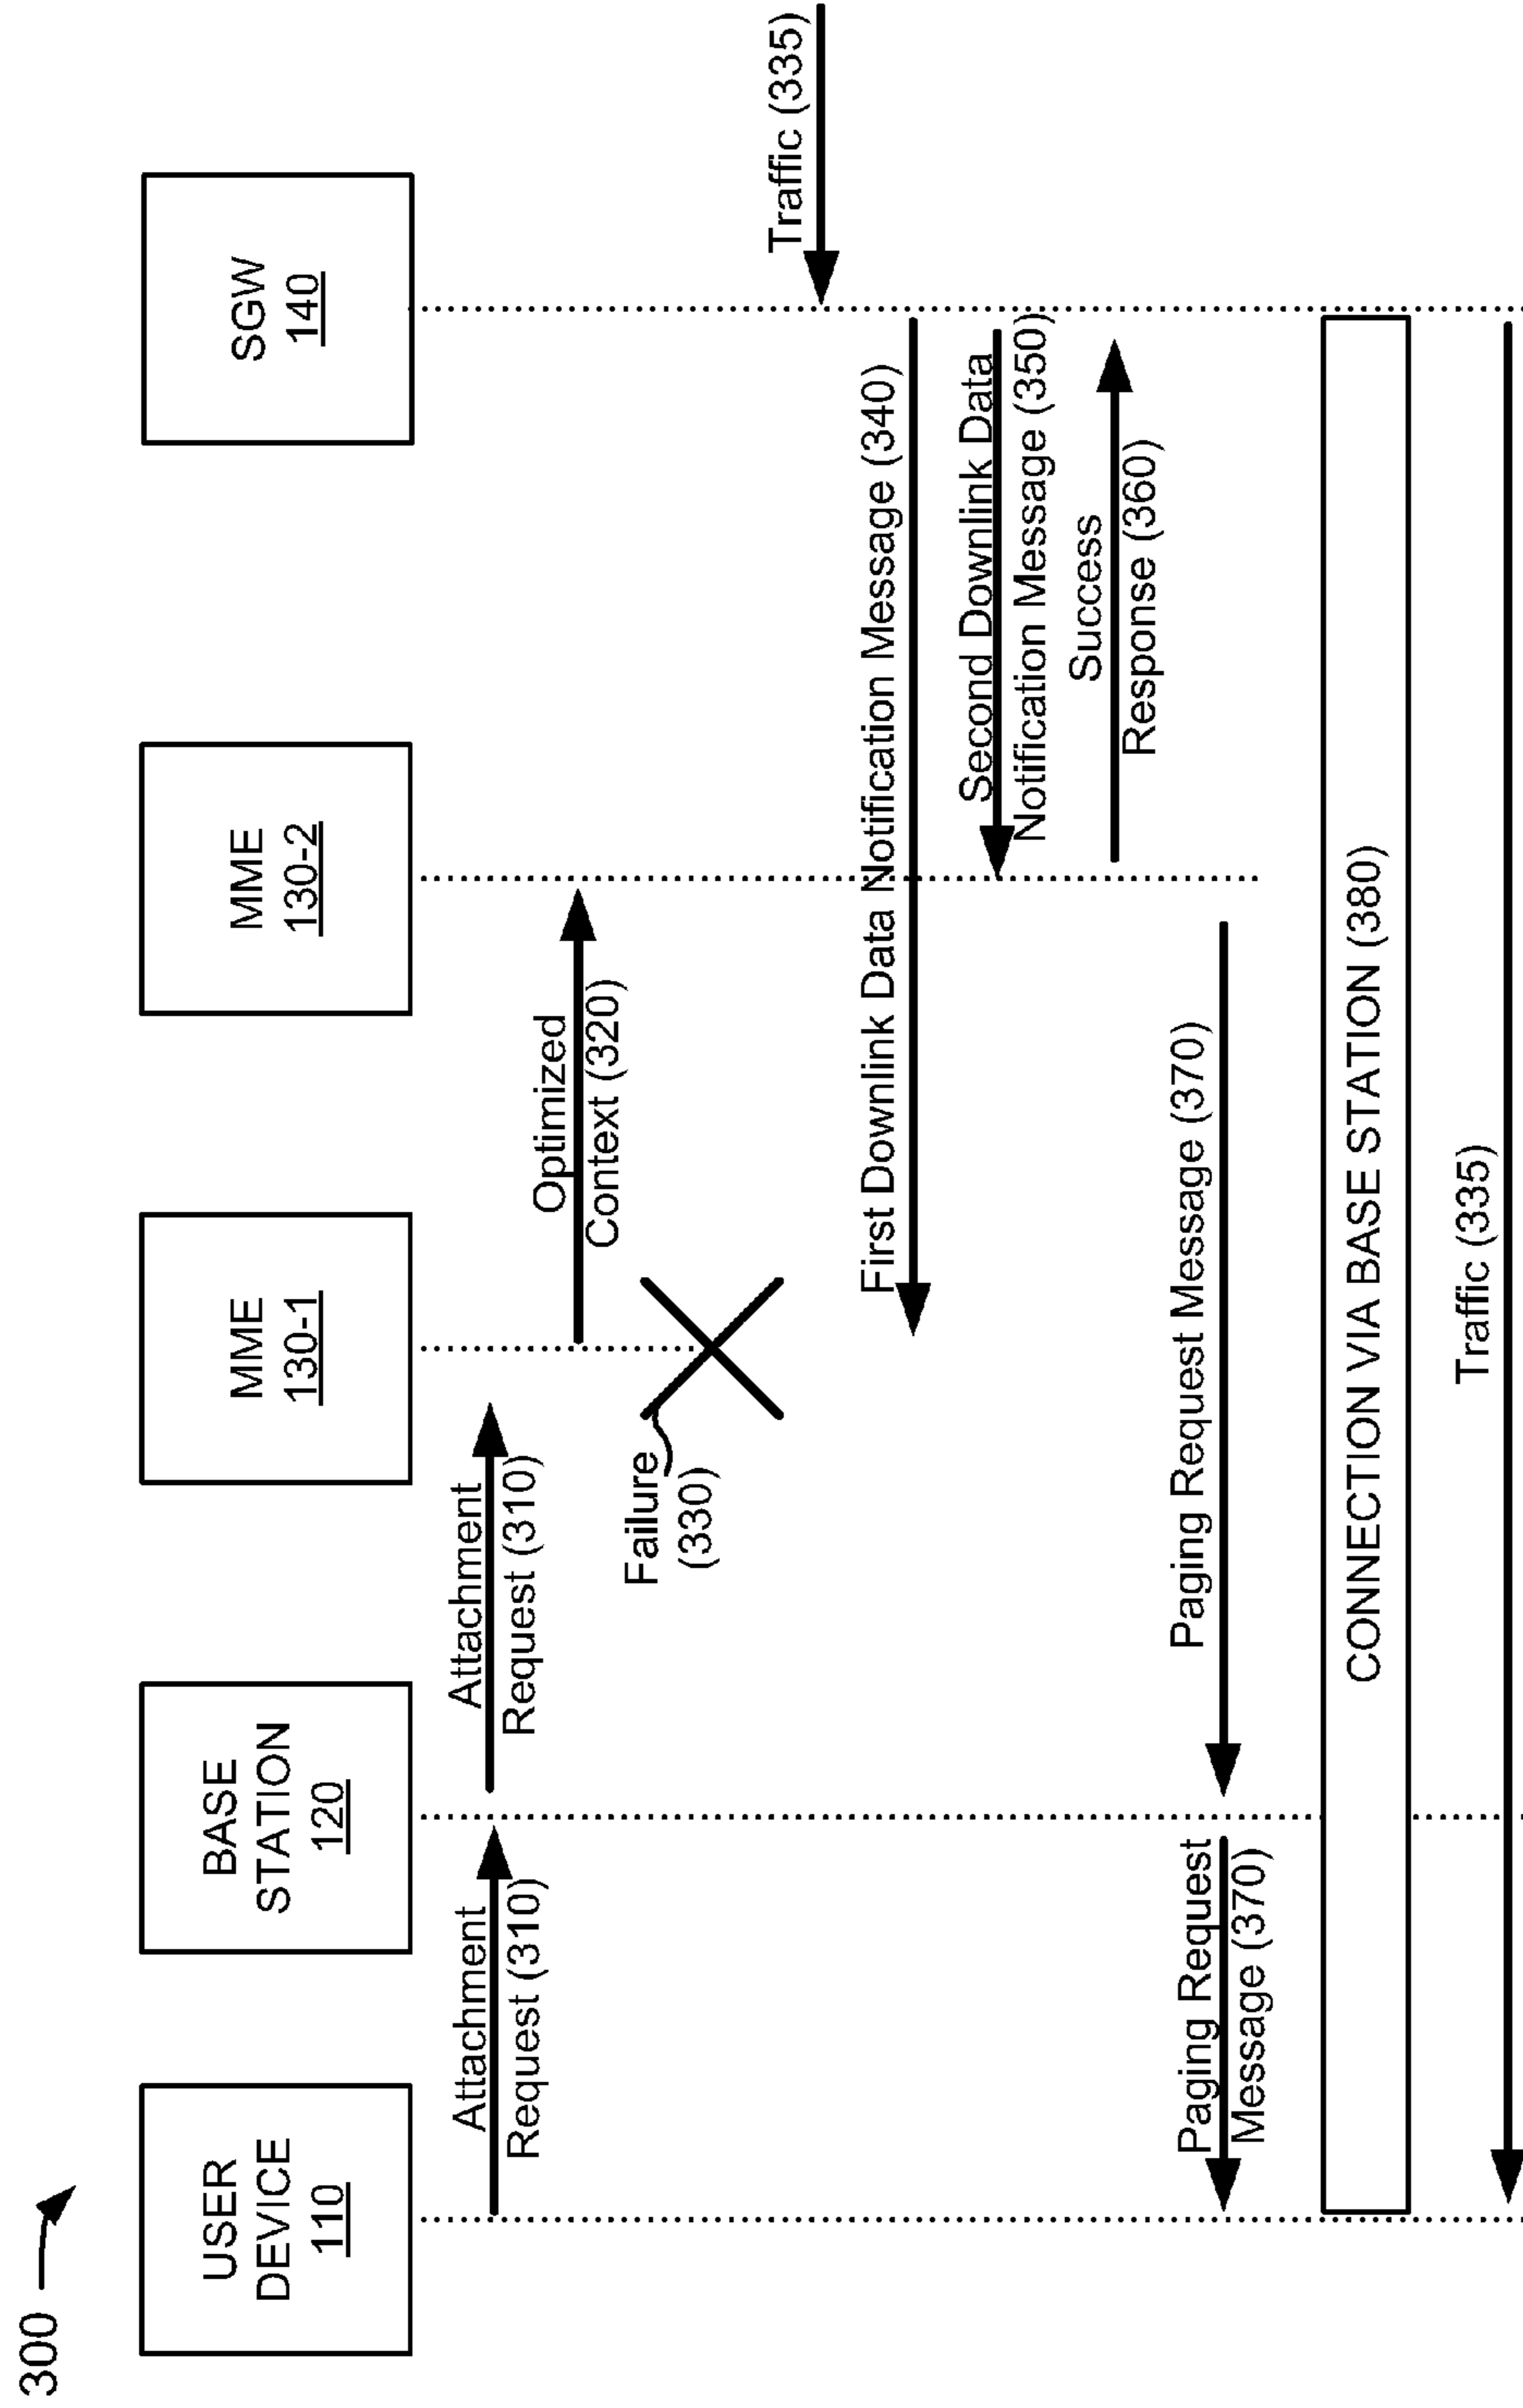 300
USER
DEVICE
110
BASE
STATION
120
MME
130-1
MME
130-2
SGW
140
Attachment
Request (310)
Attachment
Request (310)
Optimized
Context (320)
Failure
(330)
Traffic (335)
First Downlink Data Notification Message (340)
Second Downlink Data
Notification Message (350)
Success
Response (360)
Paging Request Message (370)
Paging Request
Message (370)
CONNECTION VIA BASE STATION (380)
Traffic (335)